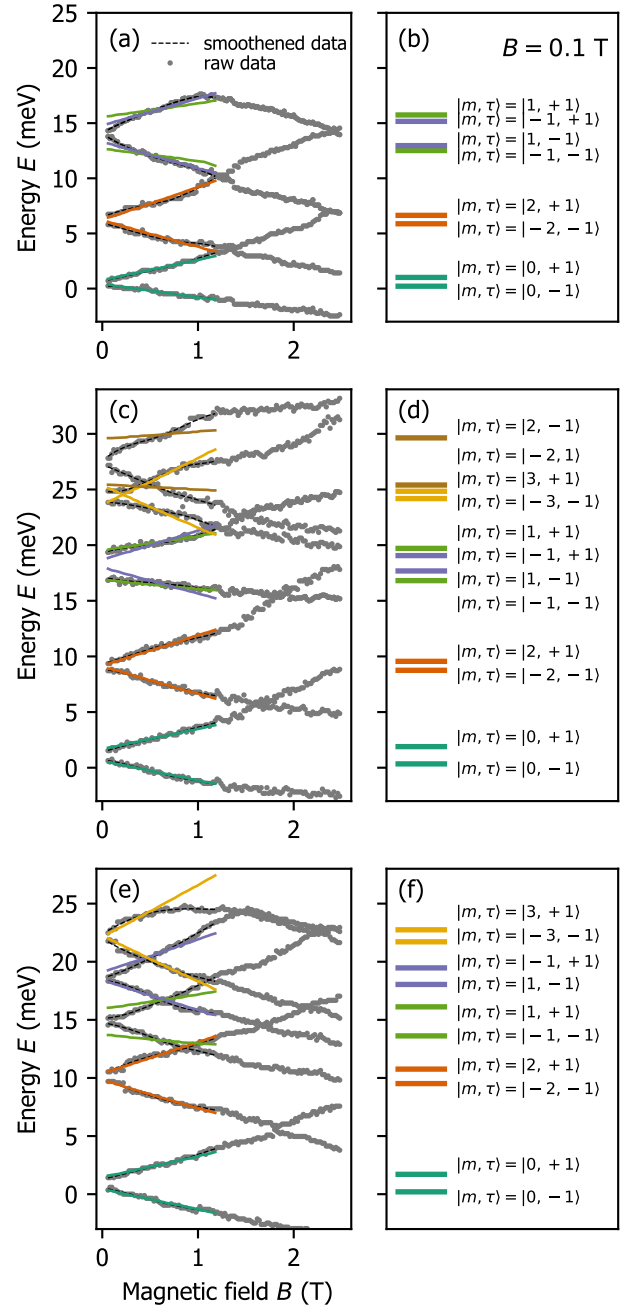 (a)
smoothened data
raw data
25
20
15
10
5
0
Energy E (meV)
0 1 2
(b)
B = 0.1 T
|m, τ⟩ = |1, +1⟩
|m, τ⟩ = |−1, +1⟩
|m, τ⟩ = |1, −1⟩
|m, τ⟩ = |−1, −1⟩
|m, τ⟩ = |2, +1⟩
|m, τ⟩ = |−2, −1⟩
|m, τ⟩ = |0, +1⟩
|m, τ⟩ = |0, −1⟩
(c)
30
25
20
15
10
5
0
Energy E (meV)
0 1 2
(d)
|m, τ⟩ = |2, −1⟩
|m, τ⟩ = |−2, 1⟩
|m, τ⟩ = |3, +1⟩
|m, τ⟩ = |−3, −1⟩
|m, τ⟩ = |1, +1⟩
|m, τ⟩ = |−1, +1⟩
|m, τ⟩ = |1, −1⟩
|m, τ⟩ = |−1, −1⟩
|m, τ⟩ = |2, +1⟩
|m, τ⟩ = |−2, −1⟩
|m, τ⟩ = |0, +1⟩
|m, τ⟩ = |0, −1⟩
(e)
25
20
15
10
5
0
Energy E (meV)
0 1 2
Magnetic field B (T)
(f)
|m, τ⟩ = |3, +1⟩
|m, τ⟩ = |−3, −1⟩
|m, τ⟩ = |−1, +1⟩
|m, τ⟩ = |1, −1⟩
|m, τ⟩ = |1, +1⟩
|m, τ⟩ = |−1, −1⟩
|m, τ⟩ = |2, +1⟩
|m, τ⟩ = |−2, −1⟩
|m, τ⟩ = |0, +1⟩
|m, τ⟩ = |0, −1⟩